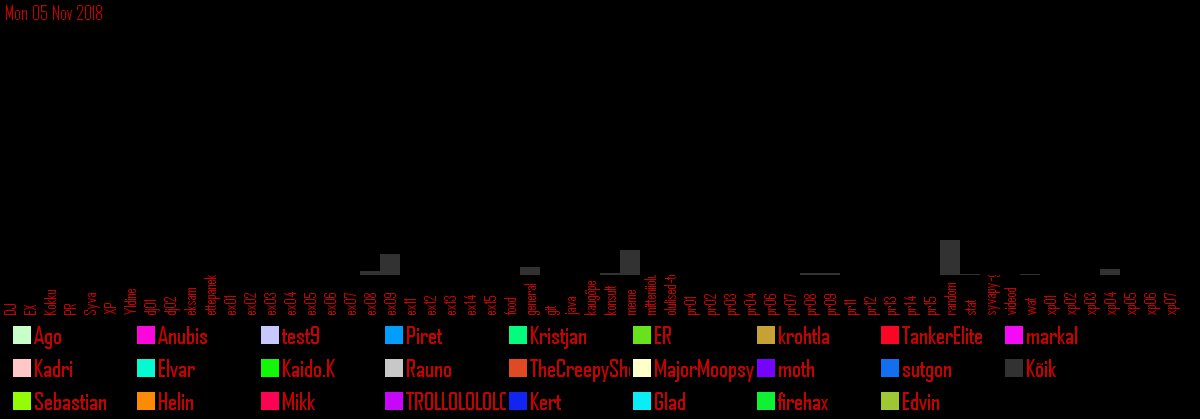 Mon 05 Nov 2018
DJ EX Kokku PR Syva XP Yldine dj01 dj02 eksam ettepanek ex01 ex02 ex03 ex04 ex05 ex06 ex07 ex08 ex09 ex11 ex12 ex13 ex14 ex15 food general git java kaugõpe konsult meme mitteniilol olulised-t pr01 pr02 pr03 pr04 pr06 pr07 pr08 pr09 pr11 pr12 pr13 pr14 pr15 random stat videod wat xp01 xp02 xp03 xp04 xp05 xp06 xp07
Ago Anubis test9 Piret Kristjan ER krohtla TankerElite markal
Kadri Elvar Kaido.K Rauno TheCreepySh MajorMoopsy moth sutgon Kõik
Sebastian Helin Mikk TROLLOLOLOLO Kert Glad firehax Edvin